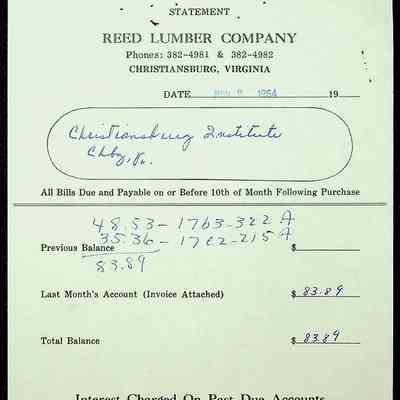 STATEMENT
REED LUMBER COMPANY
Phones: 382-4981 & 382-4982
CHRISTIANSBURG, VIRGINIA
DATE 1964 19
Christiansburg Institute
Chbg, Va.
All Bills Due and Payable on or Before 10th of Month Following Purchase
48.53 - 1763-322 A
35.36 - 1722-215 A
Previous Balance $
83.89
Last Month's Account (Invoice Attached) $ 83.89
Total Balance $ 83.89
Interest Charged On Past Due Accounts